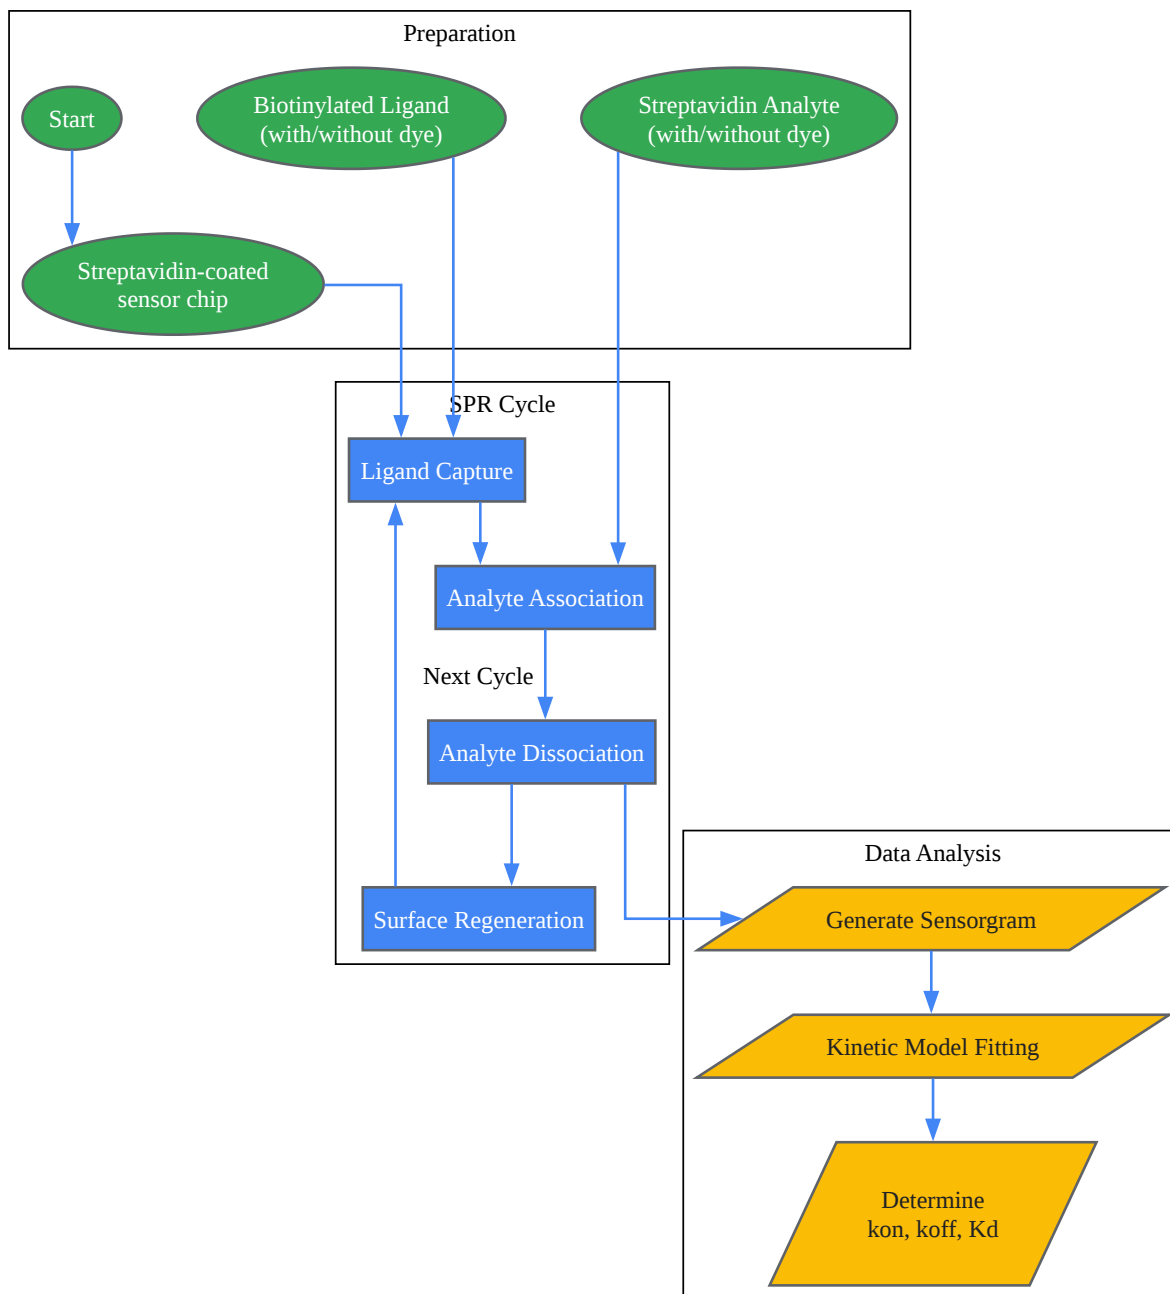 Preparation
Start
Biotinylated Ligand
(with/without dye)
Streptavidin Analyte
(with/without dye)
Streptavidin-coated
sensor chip
SPR Cycle
Ligand Capture
Analyte Association
Next Cycle
Analyte Dissociation
Surface Regeneration
Data Analysis
Generate Sensorgram
Kinetic Model Fitting
Determine
kon, koff, Kd